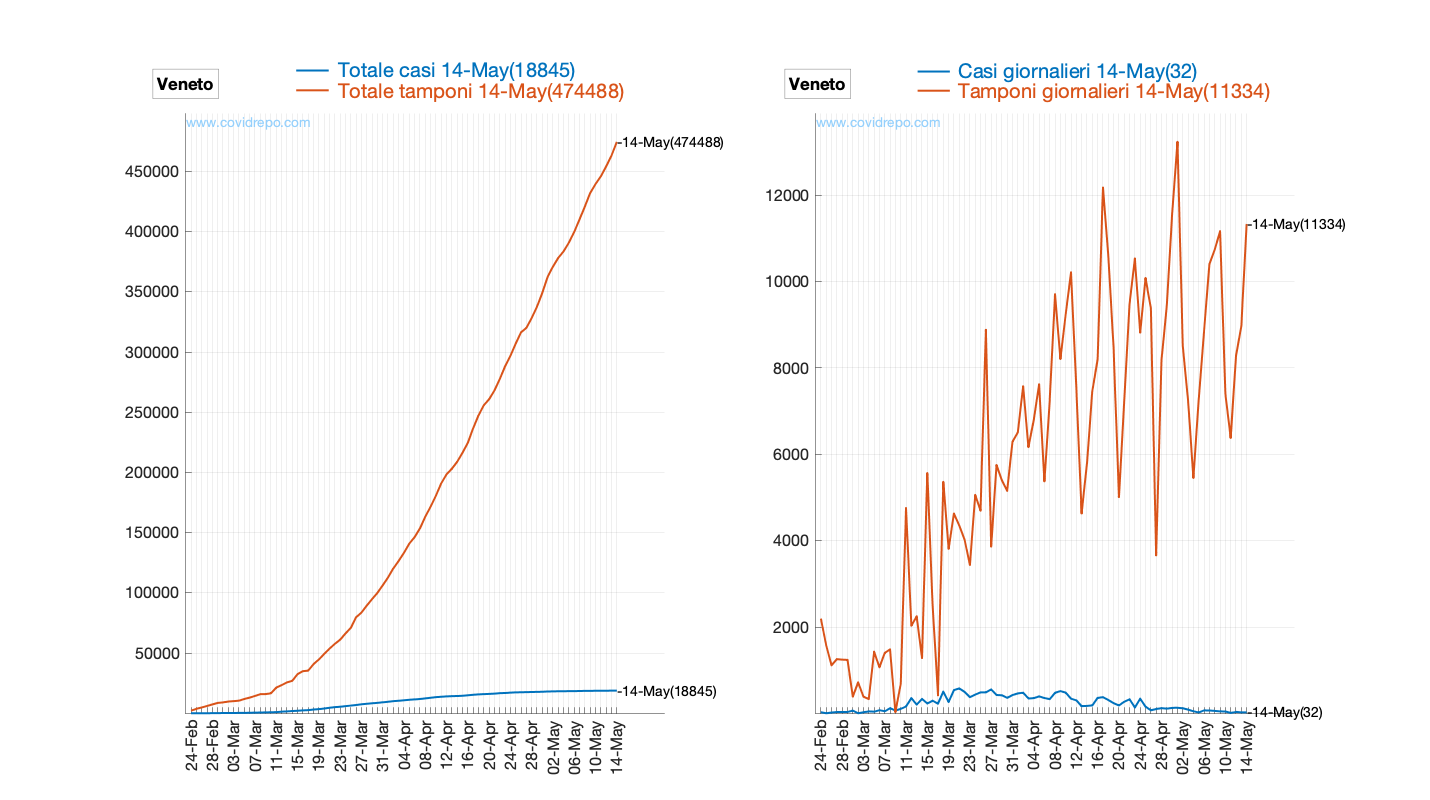 Veneto
Totale casi 14-May(18845)
Totale tamponi 14-May(474488)
www.covidrepo.com
14-May(474488)
450000
400000
350000
300000
250000
200000
150000
100000
50000
14-May(18845)
24-Feb
28-Feb
03-Mar
07-Mar
11-Mar
15-Mar
19-Mar
23-Mar
27-Mar
31-Mar
04-Apr
08-Apr
12-Apr
16-Apr
20-Apr
24-Apr
28-Apr
02-May
06-May
10-May
14-May
Veneto
Casi giornalieri 14-May(32)
Tamponi giornalieri 14-May(11334)
www.covidrepo.com
12000
14-May(11334)
10000
8000
6000
4000
2000
14-May(32)
24-Feb
28-Feb
03-Mar
07-Mar
11-Mar
15-Mar
19-Mar
23-Mar
27-Mar
31-Mar
04-Apr
08-Apr
12-Apr
16-Apr
20-Apr
24-Apr
28-Apr
02-May
06-May
10-May
14-May